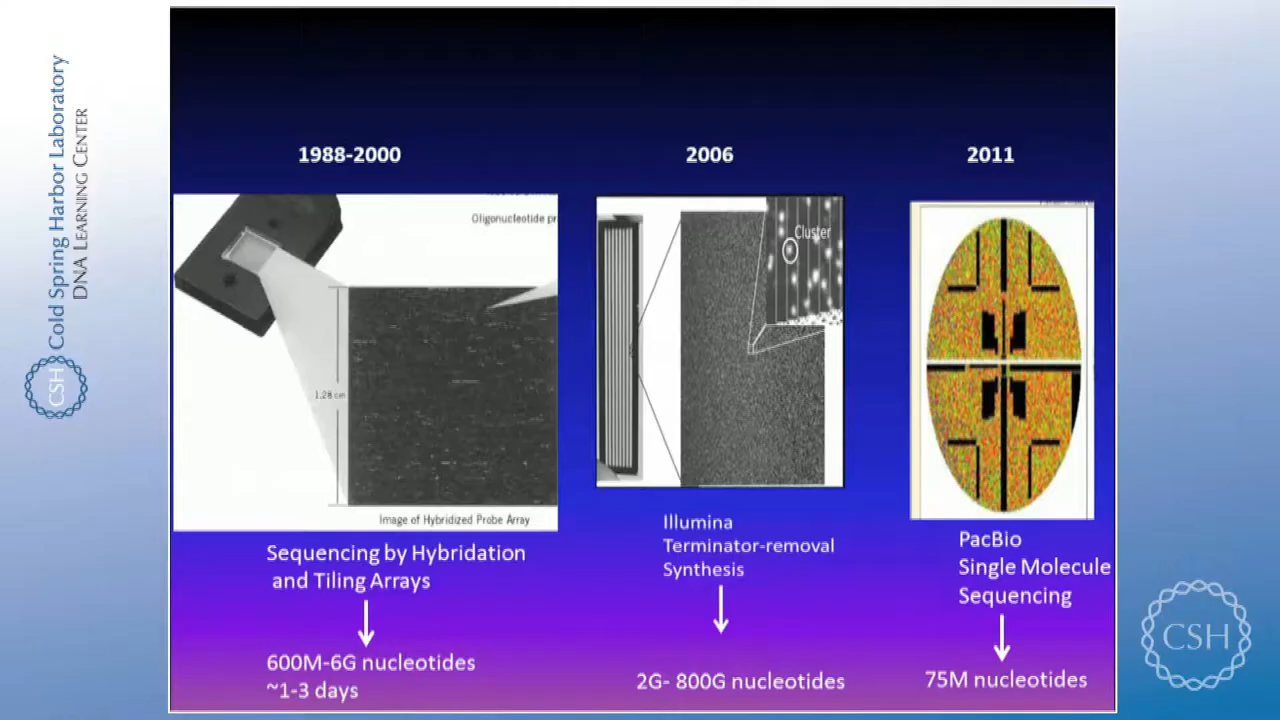 Cold Spring Harbor Laboratory
DNA LEARNING CENTER
CSH
1988-2000
2006
2011
Oligonucleotide pr
Cluster
1.28 cm
Image of Hybridized Probe Array
Sequencing by Hybridation
and Tiling Arrays
600M-6G nucleotides
~1-3 days
Illumina
Terminator-removal
Synthesis
2G- 800G nucleotides
PacBio
Single Molecule
Sequencing
75M nucleotides
CSH